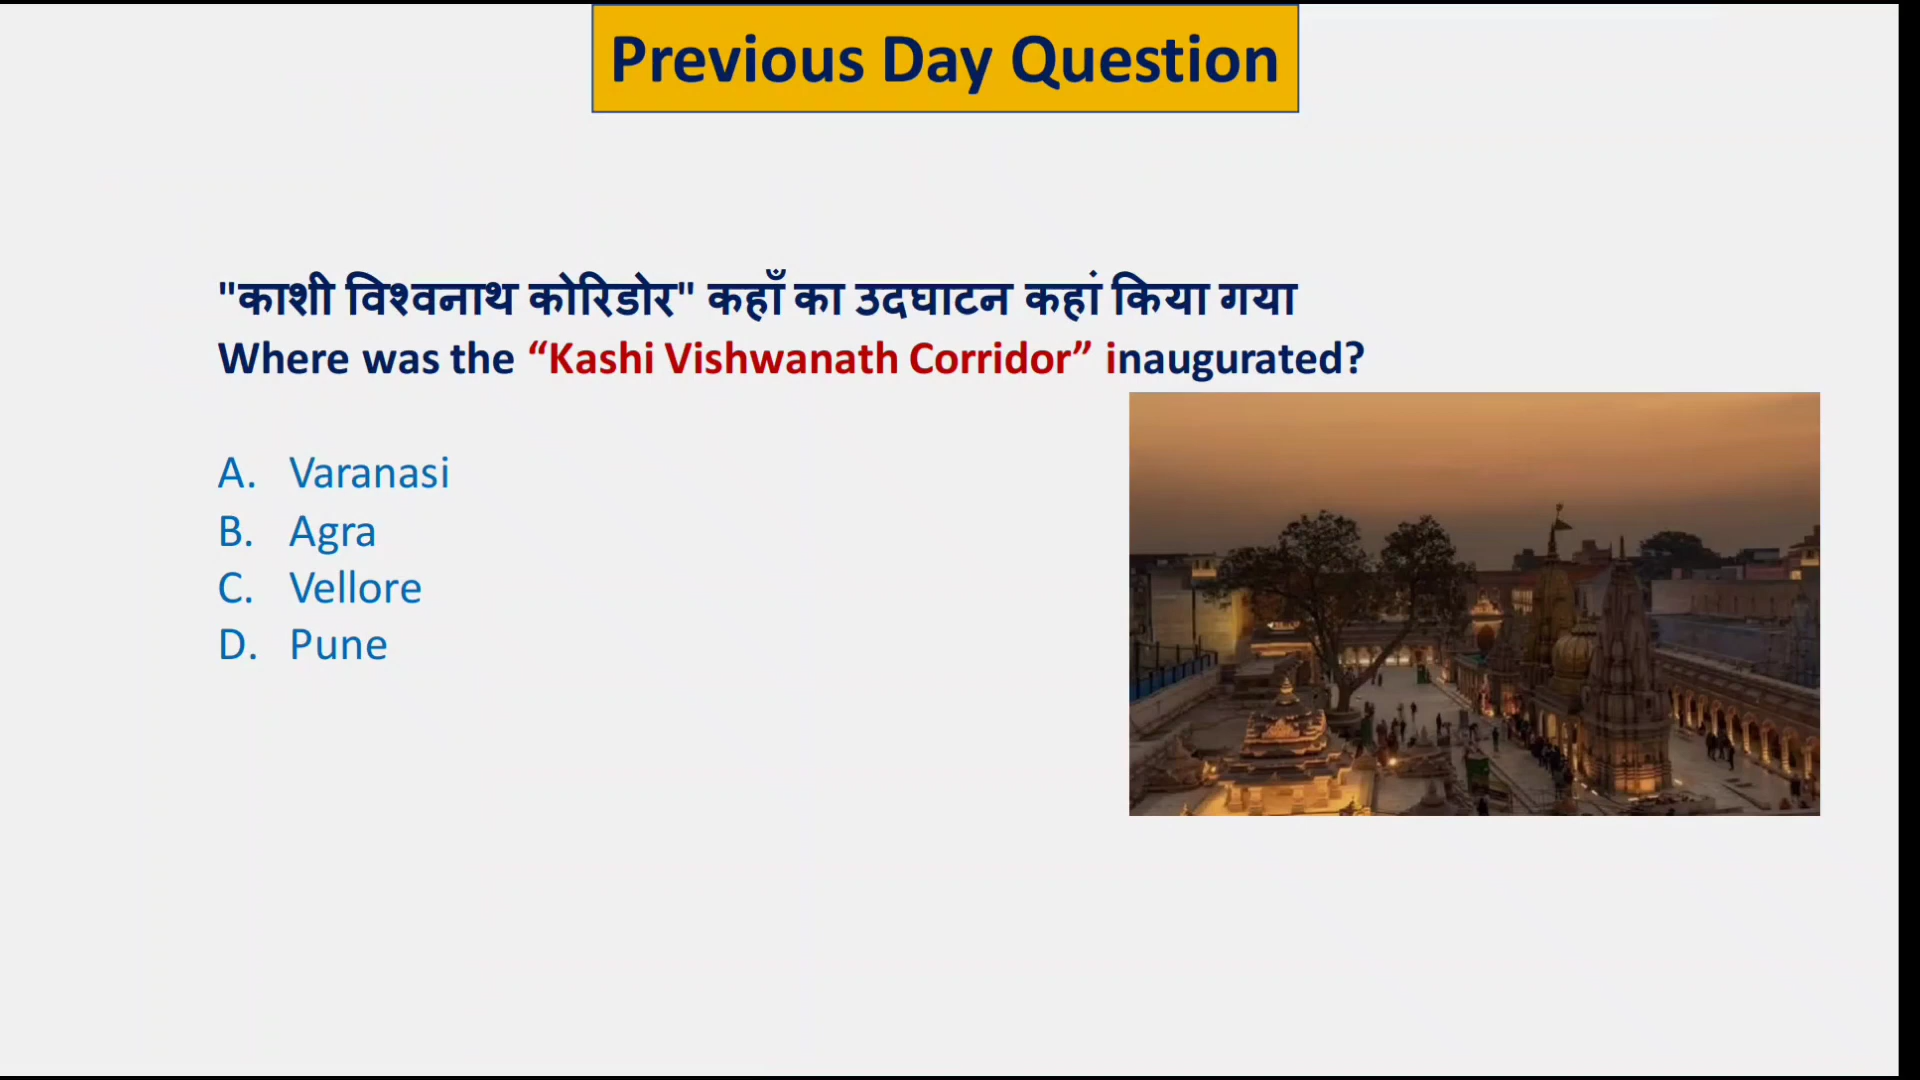 Previous Day Question
"काशी विश्वनाथ कोरिडोर" कहाँ का उदघाटन कहां किया गया
Where was the “Kashi Vishwanath Corridor” inaugurated?
A. Varanasi
B. Agra
C. Vellore
D. Pune